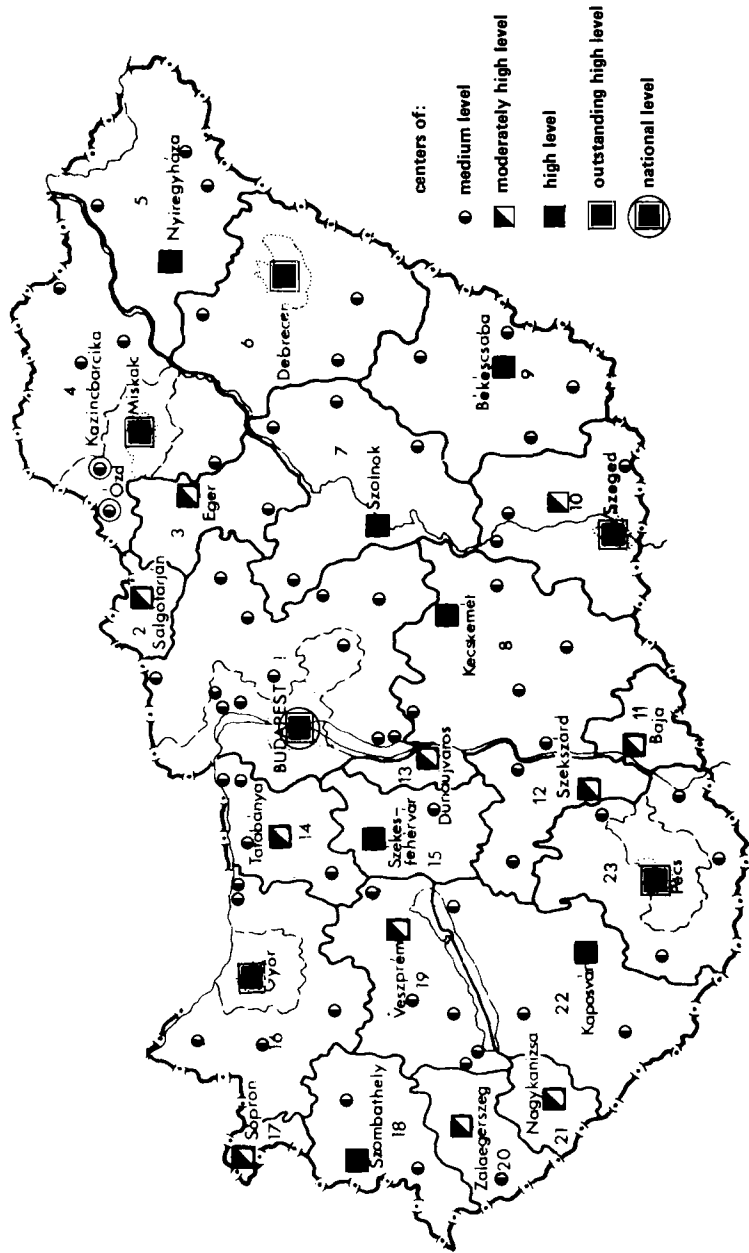 Sopron
17
Szombathely
18
Zalaegerszeg
20
Nagykanizsa
21
16
Győr
Veszprém
19
22
Kaposvár
Tatabánya
14
Székes-
fehérvár
15
23
Pécs
BUDAPEST
13
Dunaujváros
12
Szekszárd
11
Baja
2
Salgótarján
3
Eger
Ózd
Kazincbarcika
4
Miskolc
5
Nyiregyháza
6
Debrecen
7
Szolnok
Kecskemét
8
Békéscsaba
9
10
Szeged
centers of:
medium level
moderately high level
high level
outstanding high level
national level